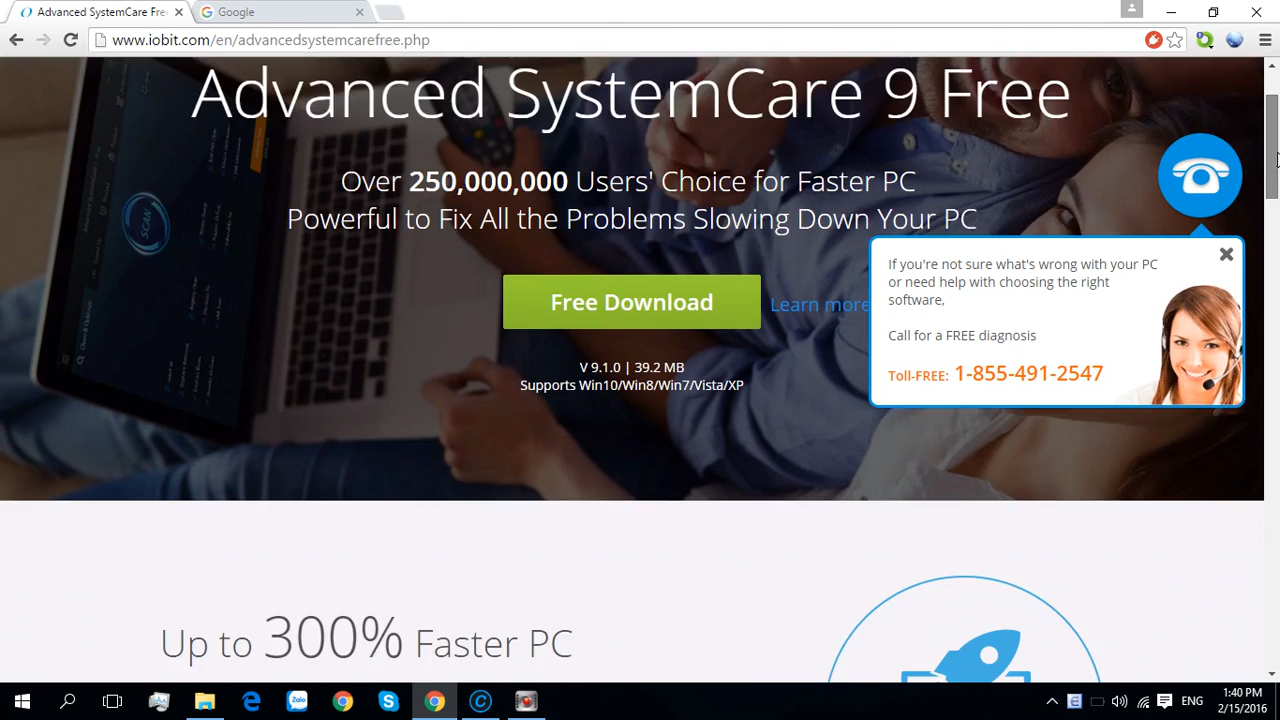 Advanced SystemCare Fre
Google
www.iobit.com/en/advancedsystemcarefree.php
Advanced SystemCare 9 Free
Over 250,000,000 Users' Choice for Faster PC
Powerful to Fix All the Problems Slowing Down Your PC
Free Download
Learn more
V 9.1.0 | 39.2 MB
Supports Win10/Win8/Win7/Vista/XP
If you're not sure what's wrong with your PC
or need help with choosing the right
software,
Call for a FREE diagnosis
Toll-FREE: 1-855-491-2547
SCAN
Up to 300% Faster PC
Zalo
ENG
1:40 PM
2/15/2016